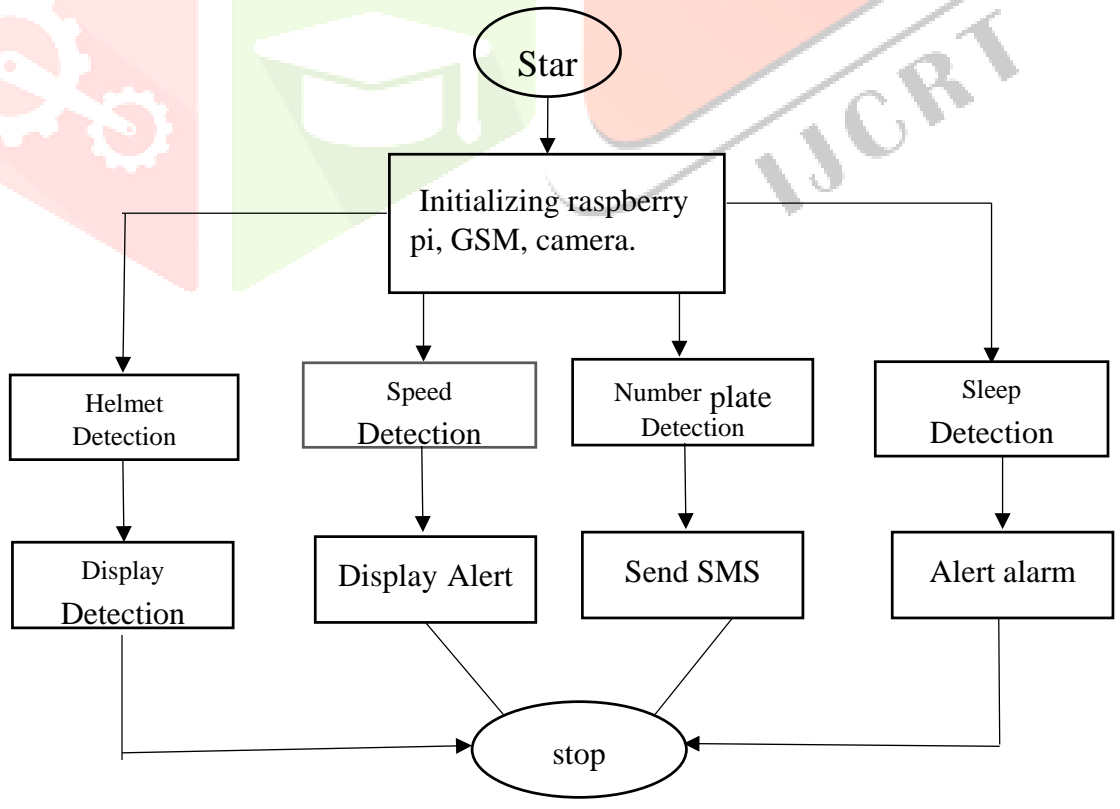 Star
IJCRT
Initializing raspberry
pi, GSM, camera.
Helmet
Detection
Speed
Detection
Number plate
Detection
Sleep
Detection
Display
Detection
Display Alert
Send SMS
Alert alarm
stop